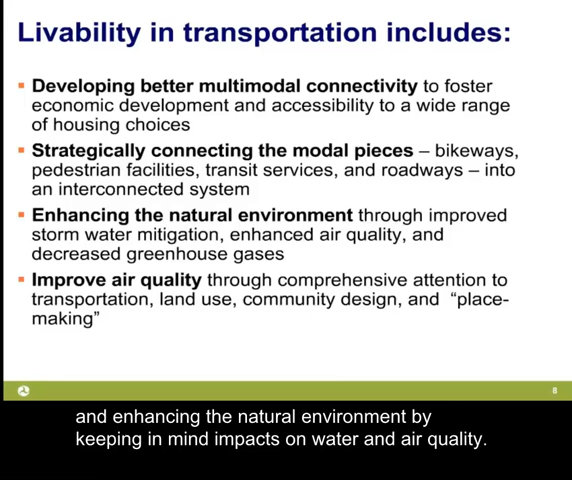 Livability in transportation includes:
Developing better multimodal connectivity to foster
economic development and accessibility to a wide range
of housing choices
Strategically connecting the modal pieces – bikeways,
pedestrian facilities, transit services, and roadways – into
an interconnected system
Enhancing the natural environment through improved
storm water mitigation, enhanced air quality, and
decreased greenhouse gases
Improve air quality through comprehensive attention to
transportation, land use, community design, and “place-
making”
8
and enhancing the natural environment by
keeping in mind impacts on water and air quality.